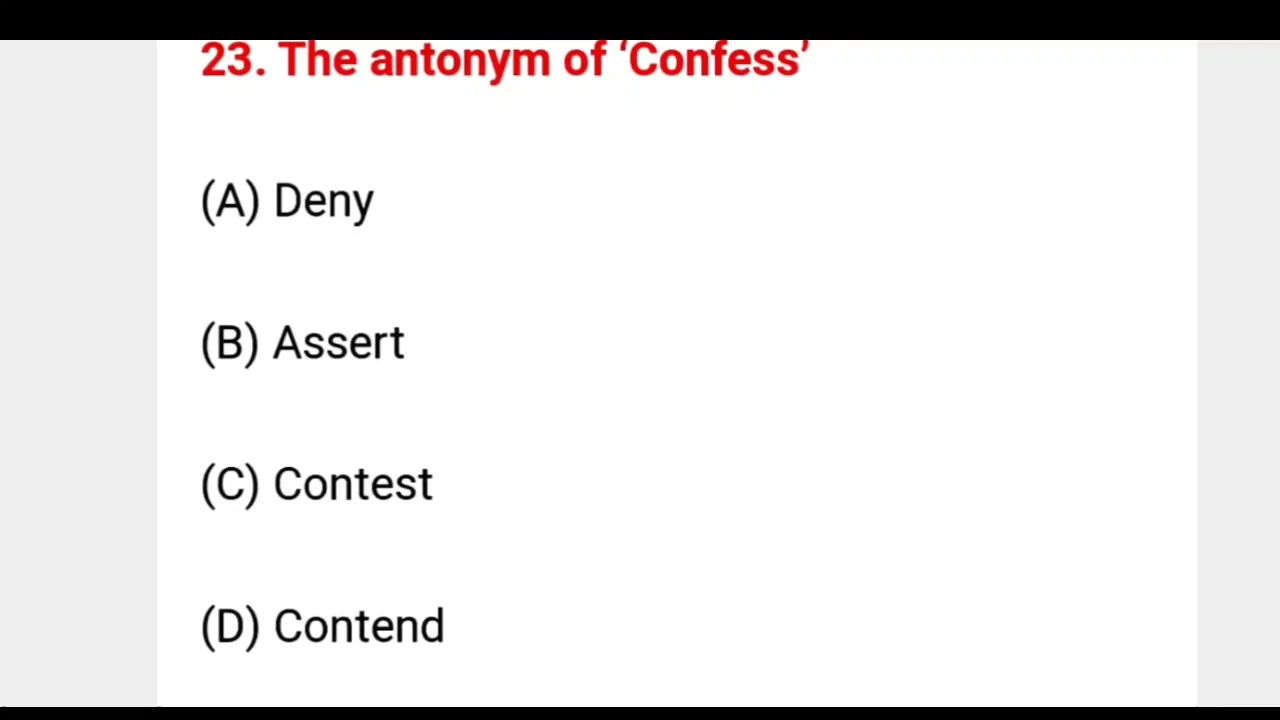 23. The antonym of ‘Confess’
(A) Deny
(B) Assert
(C) Contest
(D) Contend